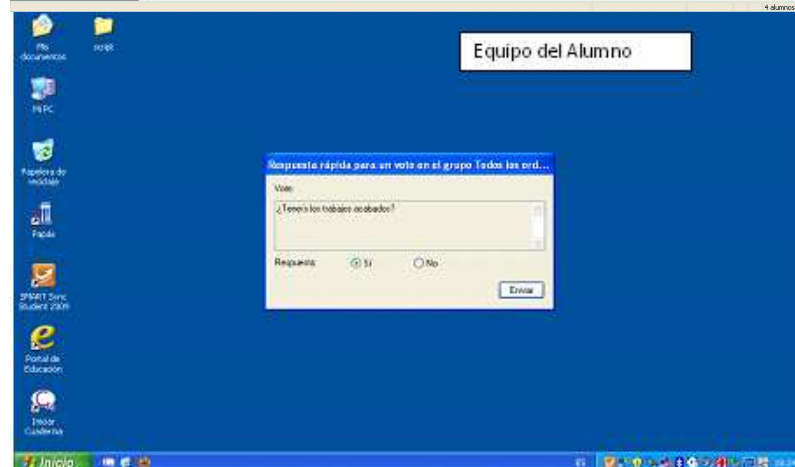 4 alumnos
Equipo del Alumno
Mis documentos
script
Mi PC
Papelera de reciclaje
SMART Sync Student 2009
Portal de Educación
Iniciar Cuaderno
Respuesta rápida para un voto en el grupo Todos los ord...
Voto:
¿Teneis los trabajos acabados?
Respuesta:
Sí
No
Enviar
Inicio